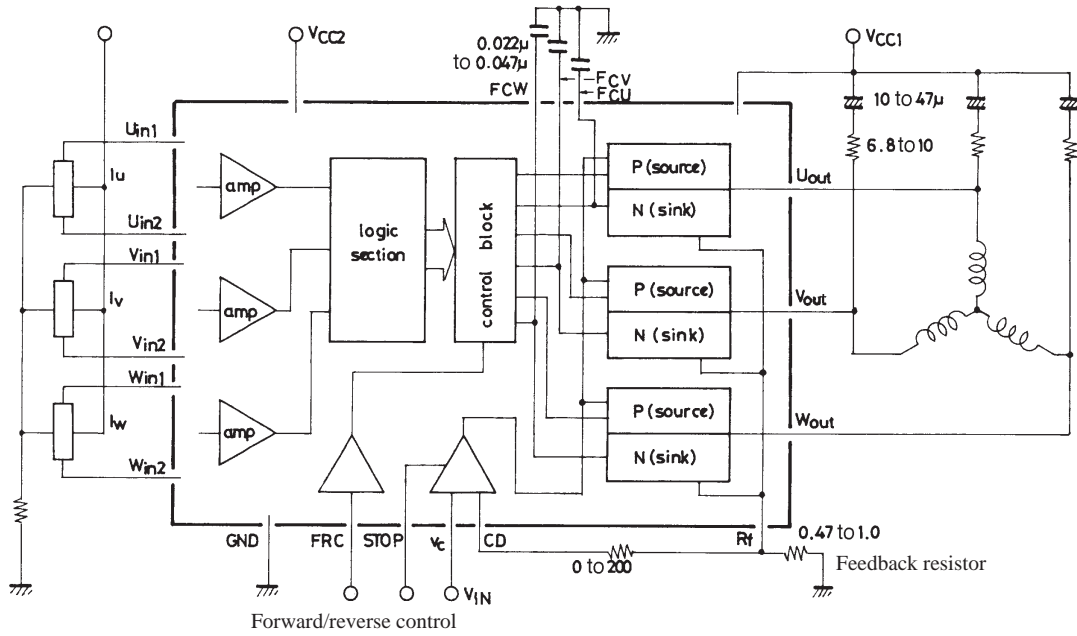 VCC2
0.022µ
to 0.047µ
FCW
FCV
FCU
VCC1
10 to 47µ
6.8 to 10
Uin1
Iu
Uin2
Vin1
Iv
Vin2
Win1
Iw
Win2
amp
amp
amp
logic
section
control block
P (source)
N (sink)
P (source)
N (sink)
P (source)
N (sink)
Uout
Vout
Wout
GND
FRC
STOP
Vc
CD
Rf
0.47 to 1.0
0 to 200
Feedback resistor
VIN
Forward/reverse control